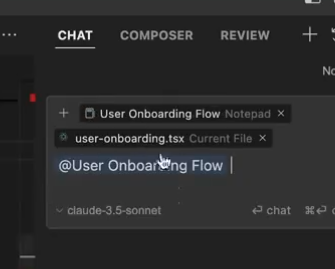 CHAT COMPOSER REVIEW +
No
+ User Onboarding Flow Notepad ×
user-onboarding.tsx Current File ×
@User Onboarding Flow
claude-3.5-sonnet ⏎ chat ⌘⏎